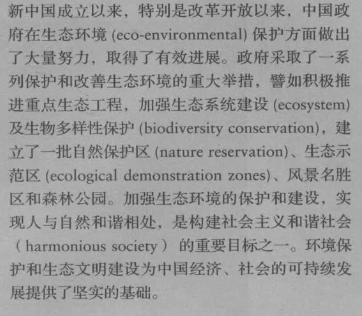 新中国成立以来，特别是改革开放以来，中国政
府在生态环境 (eco-environmental) 保护方面做出
了大量努力，取得了有效进展。政府采取了一系
列保护和改善生态环境的重大举措，譬如积极推
进重点生态工程，加强生态系统建设 (ecosystem)
及生物多样性保护 (biodiversity conservation)，建
立了一批自然保护区 (nature reservation)、生态示
范区 (ecological demonstration zones)、风景名胜
区和森林公园。加强生态环境的保护和建设，实
现人与自然和谐相处，是构建社会主义和谐社会
（harmonious society）的重要目标之一。环境保
护和生态文明建设为中国经济、社会的可持续发
展提供了坚实的基础。